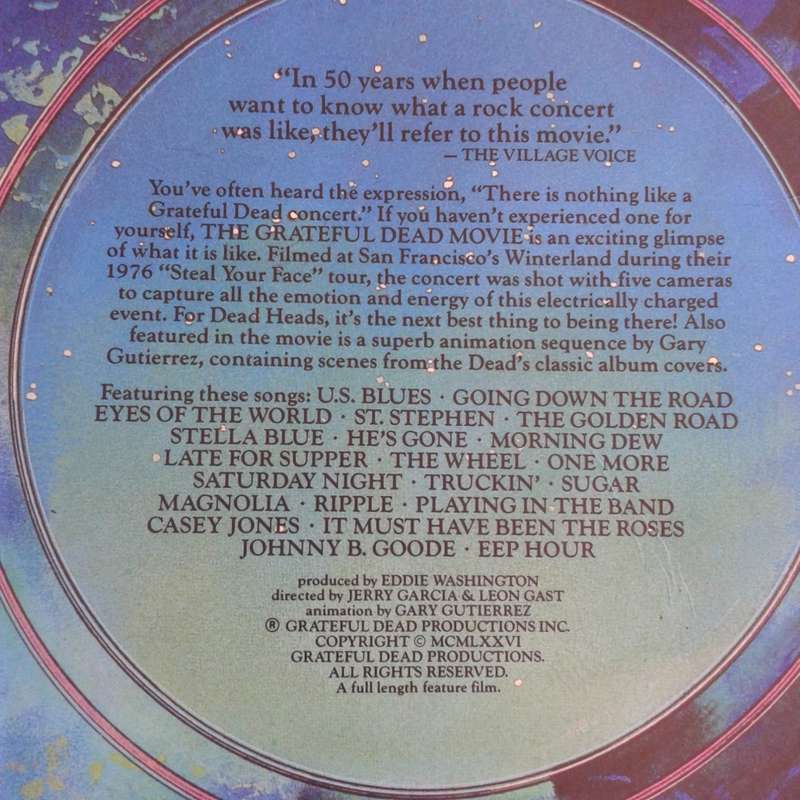 “In 50 years when people
want to know what a rock concert
was like, they’ll refer to this movie.”
— THE VILLAGE VOICE
You’ve often heard the expression, “There is nothing like a
Grateful Dead concert.” If you haven’t experienced one for
yourself, THE GRATEFUL DEAD MOVIE is an exciting glimpse
of what it is like. Filmed at San Francisco’s Winterland during their
1976 “Steal Your Face” tour, the concert was shot with five cameras
to capture all the emotion and energy of this electrically charged
event. For Dead Heads, it’s the next best thing to being there! Also
featured in the movie is a superb animation sequence by Gary
Gutierrez, containing scenes from the Dead’s classic album covers.
Featuring these songs: U.S. BLUES · GOING DOWN THE ROAD
EYES OF THE WORLD · ST. STEPHEN · THE GOLDEN ROAD
STELLA BLUE · HE’S GONE · MORNING DEW
LATE FOR SUPPER · THE WHEEL · ONE MORE
SATURDAY NIGHT · TRUCKIN’ · SUGAR
MAGNOLIA · RIPPLE · PLAYING IN THE BAND
CASEY JONES · IT MUST HAVE BEEN THE ROSES
JOHNNY B. GOODE · EEP HOUR
produced by EDDIE WASHINGTON
directed by JERRY GARCIA & LEON GAST
animation by GARY GUTIERREZ
® GRATEFUL DEAD PRODUCTIONS INC.
COPYRIGHT © MCMLXXVI
GRATEFUL DEAD PRODUCTIONS.
ALL RIGHTS RESERVED.
A full length feature film.